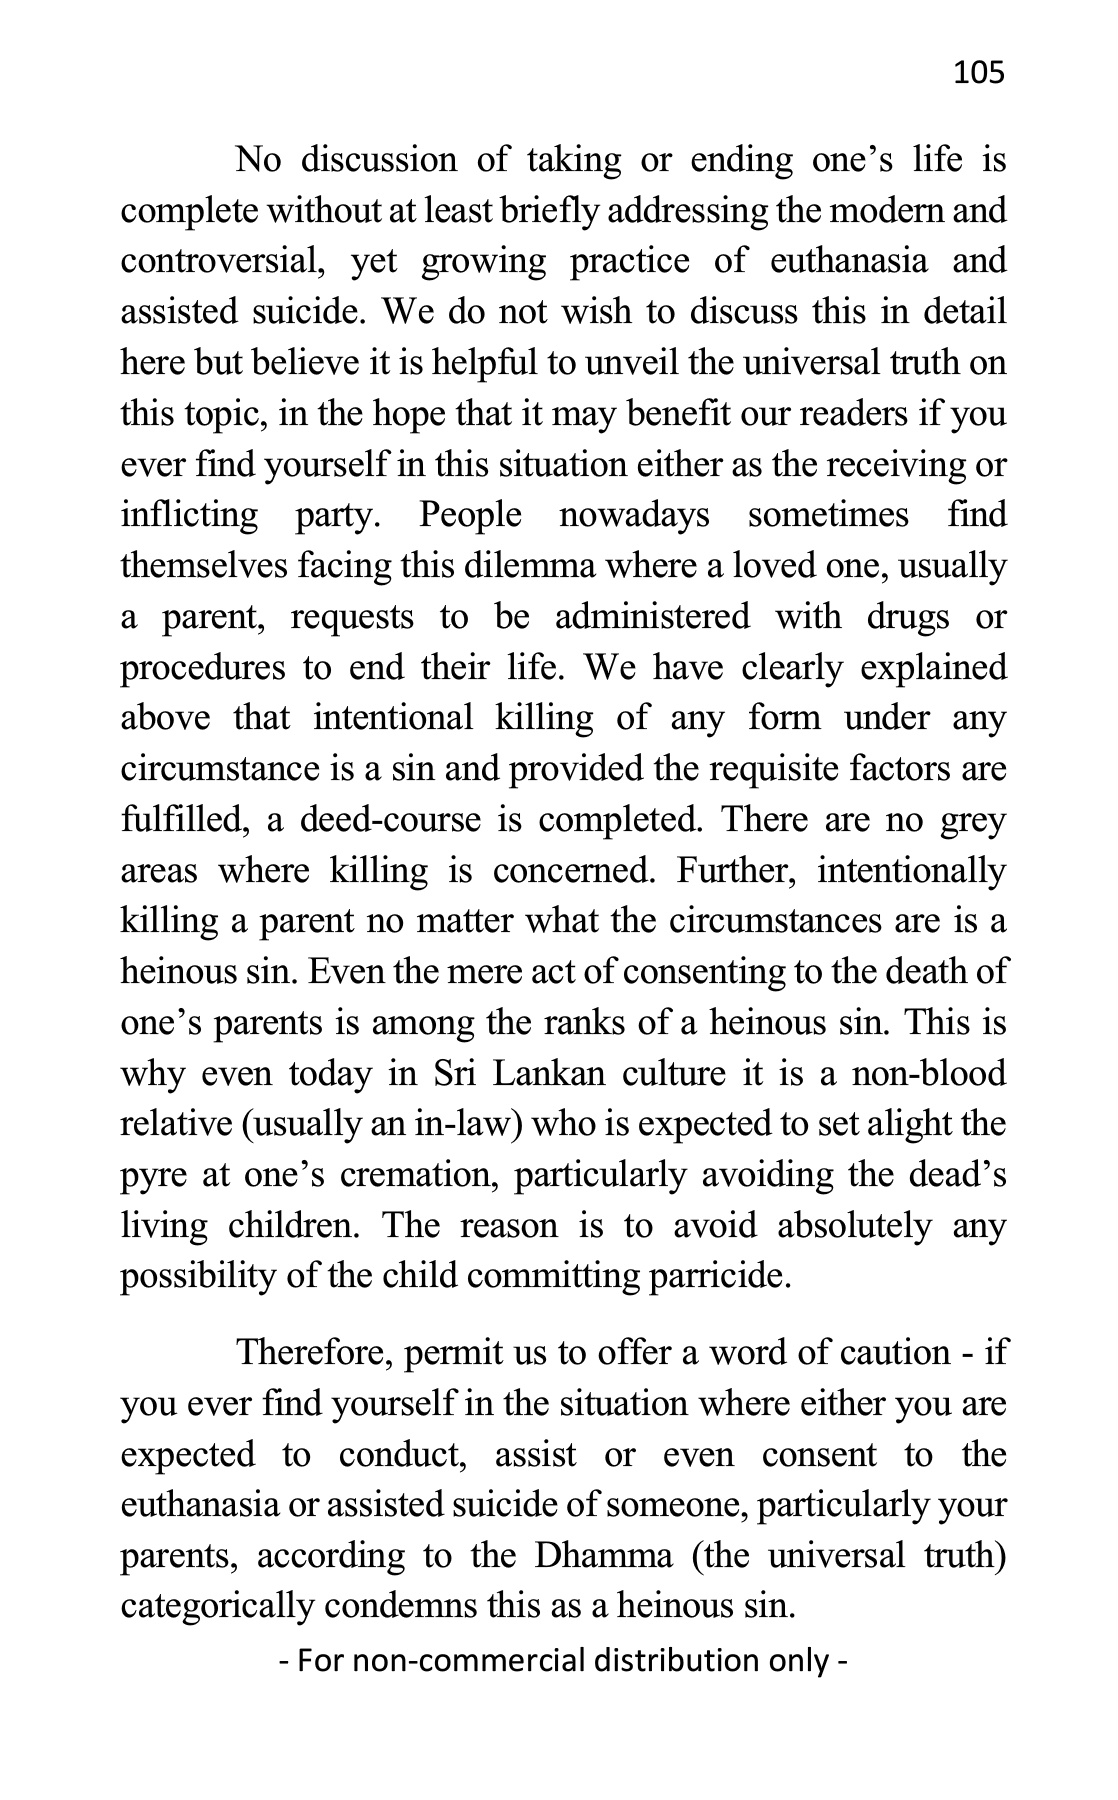 105
No discussion of taking or ending one’s life is
complete without at least briefly addressing the modern and
controversial, yet growing practice of euthanasia and
assisted suicide. We do not wish to discuss this in detail
here but believe it is helpful to unveil the universal truth on
this topic, in the hope that it may benefit our readers if you
ever find yourself in this situation either as the receiving or
inflicting party. People nowadays sometimes find
themselves facing this dilemma where a loved one, usually
a parent, requests to be administered with drugs or
procedures to end their life. We have clearly explained
above that intentional killing of any form under any
circumstance is a sin and provided the requisite factors are
fulfilled, a deed-course is completed. There are no grey
areas where killing is concerned. Further, intentionally
killing a parent no matter what the circumstances are is a
heinous sin. Even the mere act of consenting to the death of
one’s parents is among the ranks of a heinous sin. This is
why even today in Sri Lankan culture it is a non-blood
relative (usually an in-law) who is expected to set alight the
pyre at one’s cremation, particularly avoiding the dead’s
living children. The reason is to avoid absolutely any
possibility of the child committing parricide.
Therefore, permit us to offer a word of caution - if
you ever find yourself in the situation where either you are
expected to conduct, assist or even consent to the
euthanasia or assisted suicide of someone, particularly your
parents, according to the Dhamma (the universal truth)
categorically condemns this as a heinous sin.
- For non-commercial distribution only -